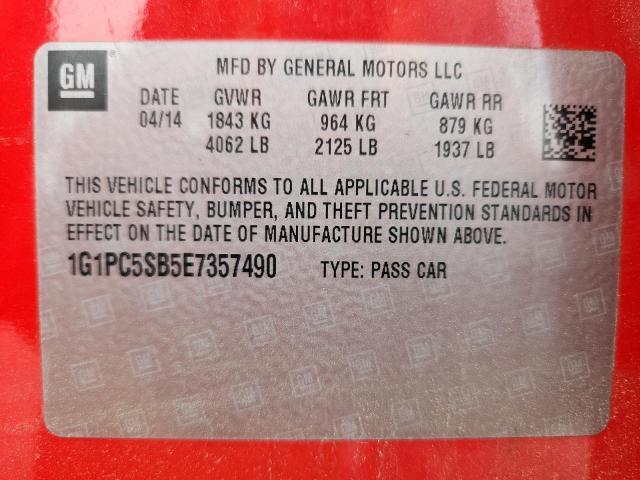 GM
MFD BY GENERAL MOTORS LLC
DATE GVWR GAWR FRT GAWR RR
04/14 1843 KG 964 KG 879 KG
4062 LB 2125 LB 1937 LB
THIS VEHICLE CONFORMS TO ALL APPLICABLE U.S. FEDERAL MOTOR
VEHICLE SAFETY, BUMPER, AND THEFT PREVENTION STANDARDS IN
EFFECT ON THE DATE OF MANUFACTURE SHOWN ABOVE.
1G1PC5SB5E7357490 TYPE: PASS CAR